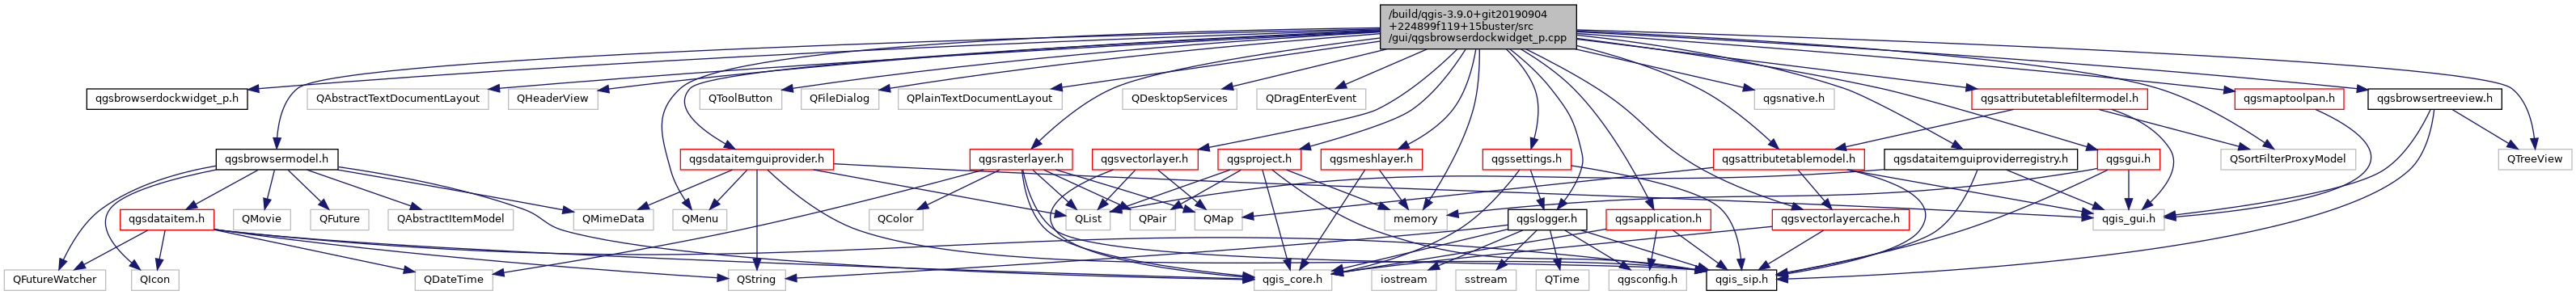 /build/qgis-3.9.0+git20190904
+224899f119+15buster/src
/gui/qgsbrowserdockwidget_p.cpp
qgsbrowserdockwidget_p.h
QAbstractTextDocumentLayout
QHeaderView
QToolButton
QFileDialog
QPlainTextDocumentLayout
QDesktopServices
QDragEnterEvent
qgsnative.h
qgsattributetablefiltermodel.h
qgsmaptoolpan.h
qgsbrowsertreeview.h
qgsbrowsermodel.h
qgsdataitemguiprovider.h
qgsrasterlayer.h
qgsvectorlayer.h
qgsproject.h
qgsmeshlayer.h
qgssettings.h
qgsattributetablemodel.h
qgsdataitemguiproviderregistry.h
qgsgui.h
QSortFilterProxyModel
QTreeView
qgsdataitem.h
QMovie
QFuture
QAbstractItemModel
QMimeData
QMenu
QColor
QList
QPair
QMap
memory
qgslogger.h
qgsapplication.h
qgsvectorlayercache.h
qgis_gui.h
QFutureWatcher
QIcon
QDateTime
QString
qgis_core.h
iostream
sstream
QTime
qgsconfig.h
qgis_sip.h